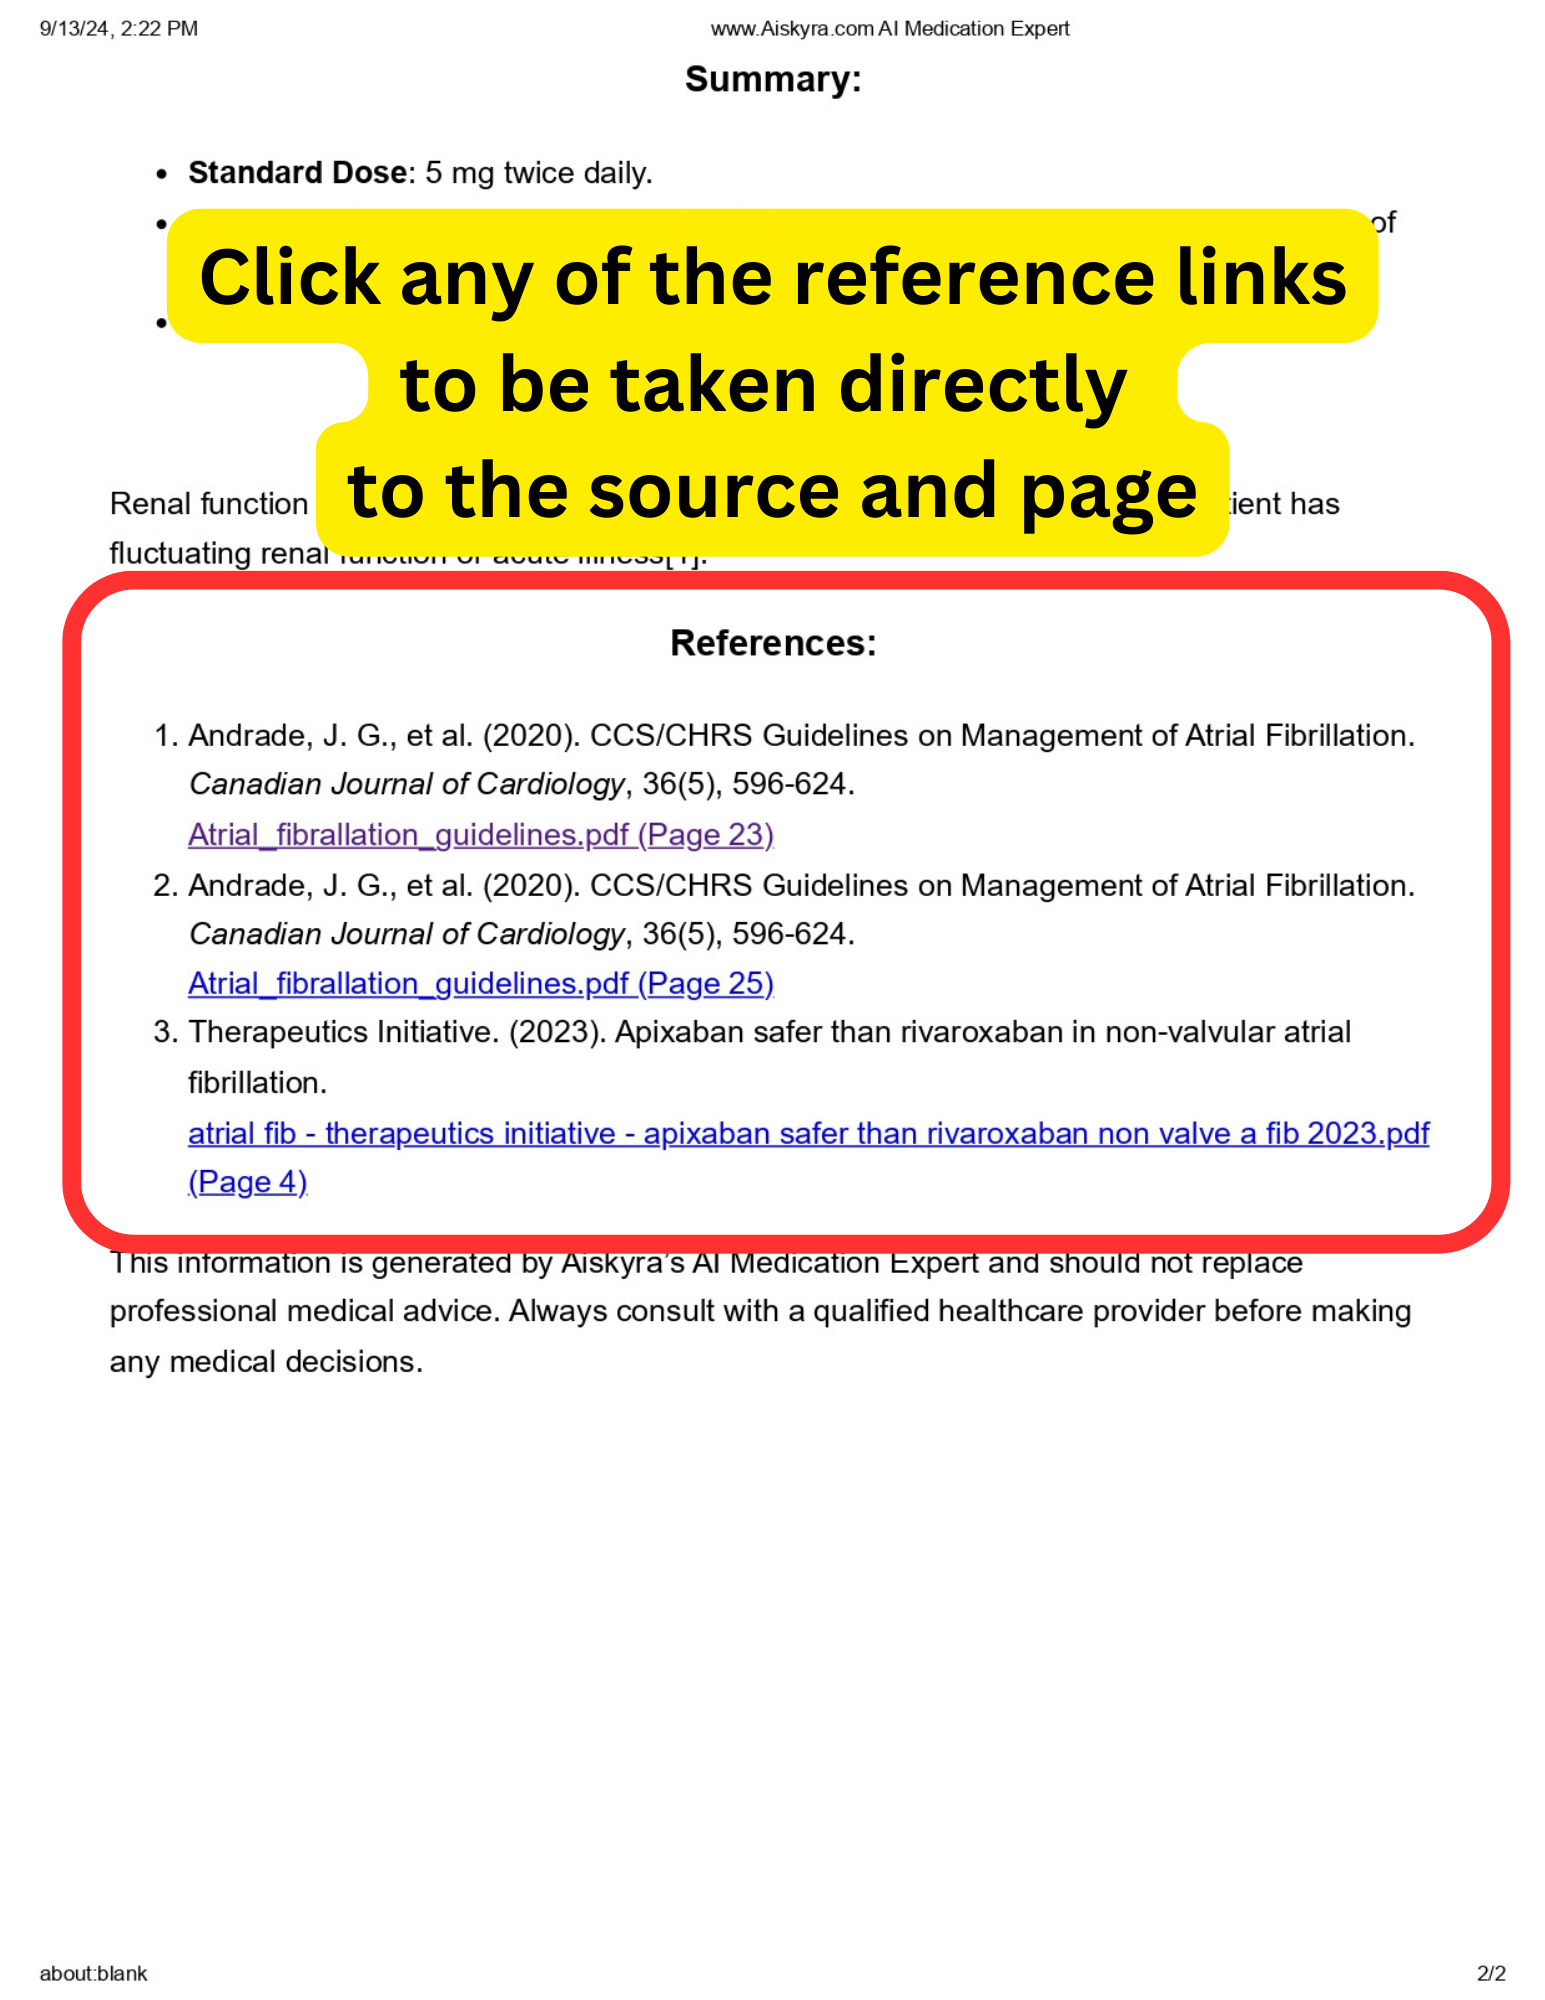 9/13/24, 2:22 PM www.Aiskyra.com AI Medication Expert
Summary:
• Standard Dose: 5 mg twice daily.
• of
•
Click any of the reference links
to be taken directly
to the source and page
Renal function tient has
fluctuating renal function or acute illness[1].
References:
1. Andrade, J. G., et al. (2020). CCS/CHRS Guidelines on Management of Atrial Fibrillation.
Canadian Journal of Cardiology, 36(5), 596-624.
Atrial_fibrallation_guidelines.pdf (Page 23)
2. Andrade, J. G., et al. (2020). CCS/CHRS Guidelines on Management of Atrial Fibrillation.
Canadian Journal of Cardiology, 36(5), 596-624.
Atrial_fibrallation_guidelines.pdf (Page 25)
3. Therapeutics Initiative. (2023). Apixaban safer than rivaroxaban in non-valvular atrial
fibrillation.
atrial fib - therapeutics initiative - apixaban safer than rivaroxaban non valve a fib 2023.pdf
(Page 4)
This information is generated by Aiskyra’s AI Medication Expert and should not replace
professional medical advice. Always consult with a qualified healthcare provider before making
any medical decisions.
about:blank 2/2